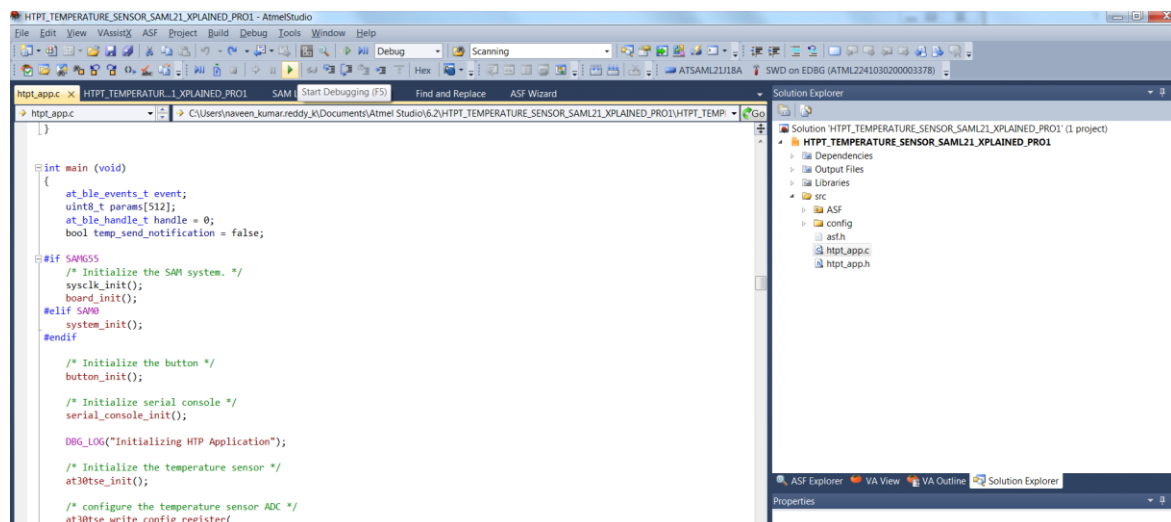 HTPT_TEMPERATURE_SENSOR_SAML21_XPLAINED_PRO1 - AtmelStudio
File Edit View VAssistX ASF Project Build Debug Tools Window Help
Debug Scanning
Hex ATSAML21J18A SWD on EDBG (ATML2241030200003378)
htpt_app.c HTPT_TEMPERATUR...1_XPLAINED_PRO1 SAM L Start Debugging (F5) Find and Replace ASF Wizard
htpt_app.c C:\Users\naveen_kumar.reddy_k\Documents\Atmel Studio\6.2\HTPT_TEMPERATURE_SENSOR_SAML21_XPLAINED_PRO1\HTPT_TEMP Go
}
int main (void)
{
at_ble_events_t event;
uint8_t params[512];
at_ble_handle_t handle = 0;
bool temp_send_notification = false;
#if SAMG55
/* Initialize the SAM system. */
sysclk_init();
board_init();
#elif SAM0
system_init();
#endif
/* Initialize the button */
button_init();
/* Initialize serial console */
serial_console_init();
DBG_LOG("Initializing HTP Application");
/* Initialize the temperature sensor */
at30tse_init();
/* configure the temperature sensor ADC */
at30tse_write_config_register(
Solution Explorer
Solution 'HTPT_TEMPERATURE_SENSOR_SAML21_XPLAINED_PRO1' (1 project)
HTPT_TEMPERATURE_SENSOR_SAML21_XPLAINED_PRO1
Dependencies
Output Files
Libraries
src
ASF
config
asf.h
htpt_app.c
htpt_app.h
ASF Explorer VA View VA Outline Solution Explorer
Properties